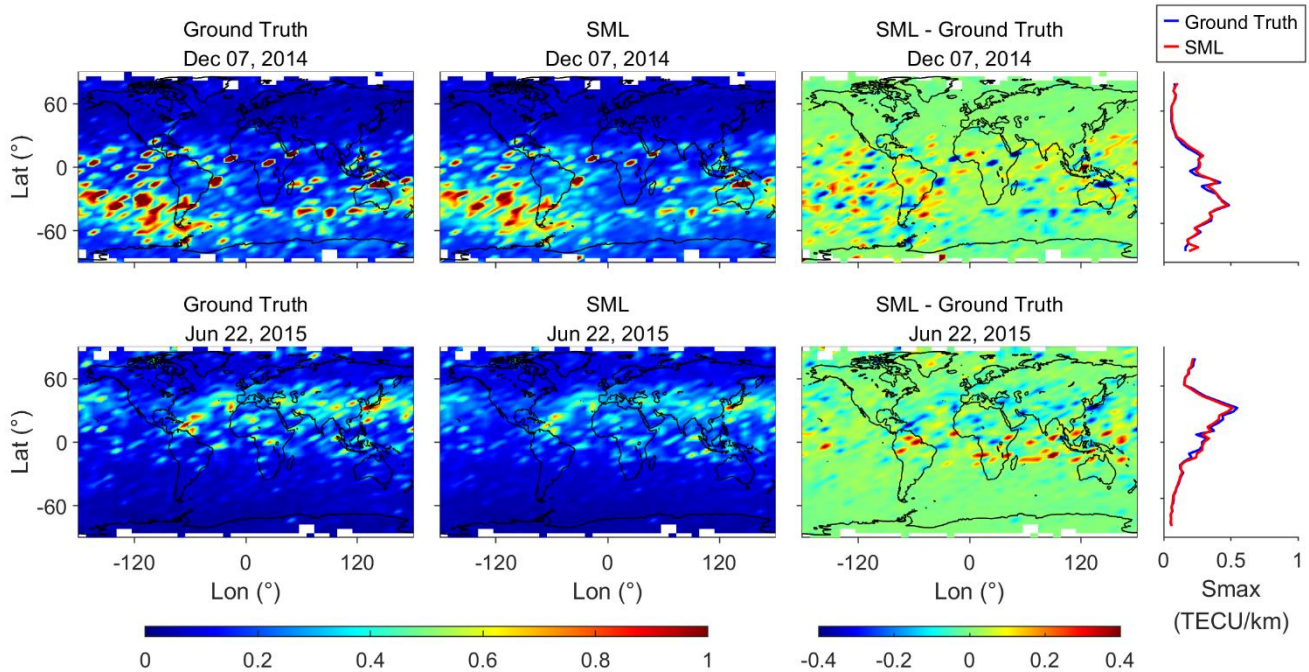 Ground Truth
Dec 07, 2014
SML
Dec 07, 2014
SML - Ground Truth
Dec 07, 2014
Ground Truth
SML
Lat (°)
60
0
-60
Ground Truth
Jun 22, 2015
SML
Jun 22, 2015
SML - Ground Truth
Jun 22, 2015
Lat (°)
60
0
-60
-120 0 120
-120 0 120
-120 0 120
0 0.5 1
Lon (°)
Lon (°)
Lon (°)
Smax
(TECU/km)
0 0.2 0.4 0.6 0.8 1
-0.4 -0.2 0 0.2 0.4